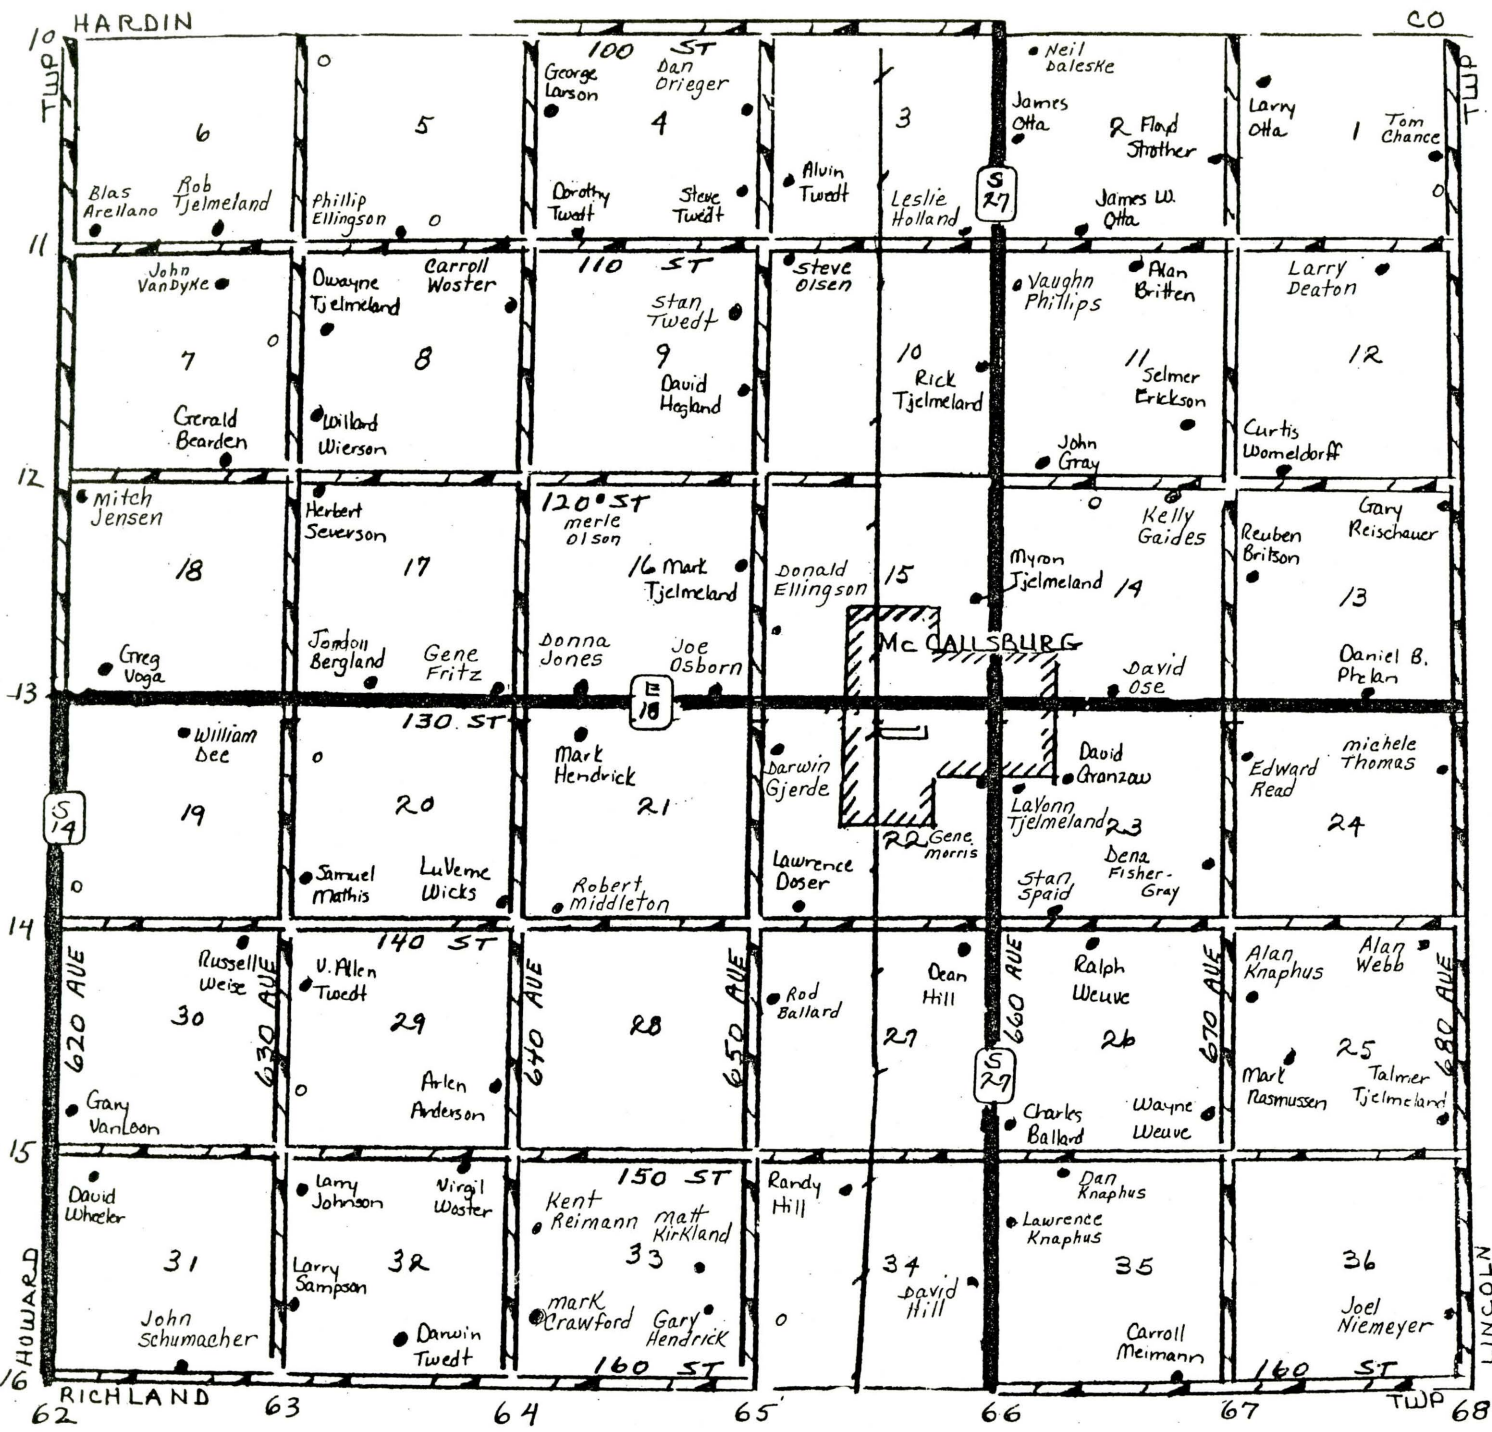 HARDIN
CO
10
TWP
TWP
100 ST
George
Larson
Dan
Orieger
Neil
Daleske
James
Otta
Larry
Otta
Tom
Chance
6
5
4
3
2
Floyd
Strother
1
Blas
Arellano
Rob
Tjelmeland
Phillip
Ellingson
Dorothy
Twedt
Steve
Twedt
Alvin
Twedt
Leslie
Holland
S
27
James W.
Otta
11
110 ST
John
VanDyke
Dwayne
Tjelmeland
Carroll
Woster
Stan
Twedt
Steve
Olsen
Vaughn
Phillips
Alan
Britten
Larry
Deaton
7
8
9
10
11
12
David
Hegland
Rick
Tjelmeland
Selmer
Erickson
Gerald
Bearden
Willard
Wierson
John
Gray
Curtis
Womeldorff
12
120 ST
Mitch
Jensen
Herbert
Severson
merle
Olson
Kelly
Gaides
Gary
Reischauer
Reuben
Britson
18
17
16
Mark
Tjelmeland
Donald
Ellingson
15
Myron
Tjelmeland
14
13
Greg
Voga
Jondon
Bergland
Gene
Fritz
Donna
Jones
Joe
Osborn
McCALLSBURG
David
Ose
Daniel B.
Phelan
13
E
18
130 ST
William
Dee
Mark
Hendrick
Darwin
Gjerde
David
Granzow
Edward
Read
michele
Thomas
S
14
19
20
21
22
Gene
morris
LaVonn
Tjelmeland
23
24
Samuel
Mathis
LuVerne
Wicks
Robert
Middleton
Lawrence
Doser
Stan
Spaid
Dena
Fisher-
Gray
14
140 ST
620 AVE
630 AVE
640 AVE
650 AVE
660 AVE
670 AVE
680 AVE
Russell
Weise
V. Allen
Twedt
Rod
Ballard
Dean
Hill
Ralph
Weuve
Alan
Knaphus
Alan
Webb
30
29
28
27
26
25
S
27
Gary
VanLoon
Arlen
Anderson
Charles
Ballard
Wayne
Weuve
Mark
Rasmussen
Talmer
Tjelmeland
15
150 ST
David
Wheeler
Larry
Johnson
Virgil
Woster
Kent
Reimann
matt
Kirkland
Randy
Hill
Dan
Knaphus
Lawrence
Knaphus
31
32
33
34
35
36
Larry
Sampson
David
Hill
John
Schumacher
Darwin
Twedt
mark
Crawford
Gary
Hendrick
Carroll
Meimann
Joel
Niemeyer
HOWARD
LINCOLN
16
160 ST
160 ST
RICHLAND
TWP
62
63
64
65
66
67
68